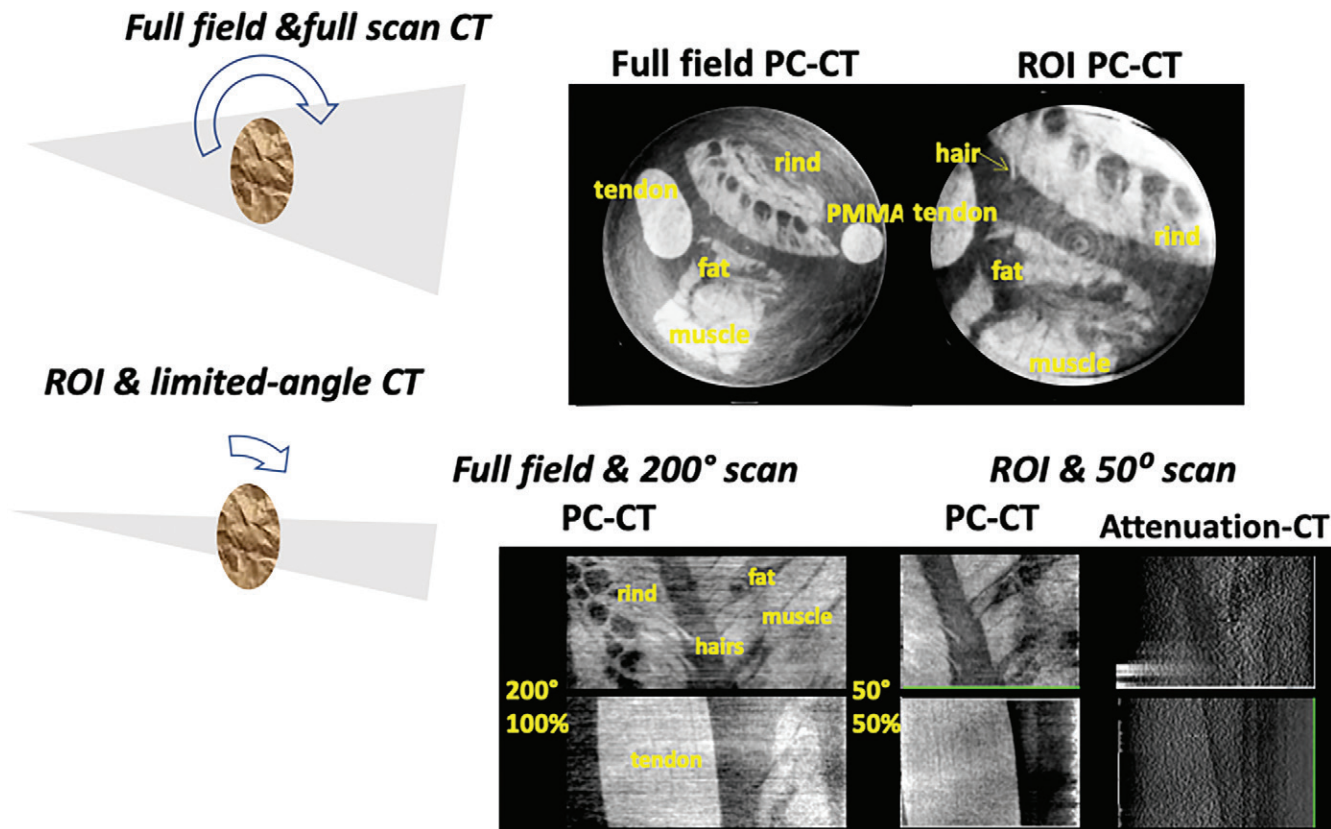 Full field &full scan CT
Full field PC-CT
ROI PC-CT
rind
tendon
PMMA
fat
muscle
hair
tendon
rind
fat
muscle
ROI & limited-angle CT
Full field & 200° scan
ROI & 50⁰ scan
PC-CT
PC-CT
Attenuation-CT
rind
fat
muscle
hairs
200°
100%
tendon
50°
50%